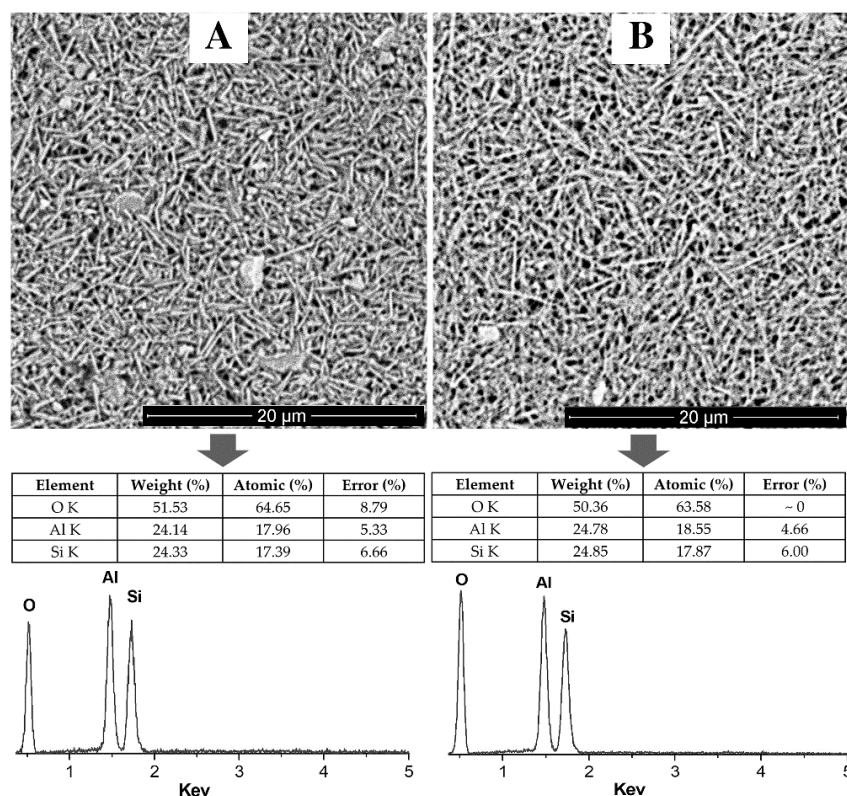 A
B
20 µm
20 µm
Element Weight (%) Atomic (%) Error (%)
O K 51.53 64.65 8.79
Al K 24.14 17.96 5.33
Si K 24.33 17.39 6.66
Element Weight (%) Atomic (%) Error (%)
O K 50.36 63.58 ~ 0
Al K 24.78 18.55 4.66
Si K 24.85 17.87 6.00
O
Al
Si
1 2 3 4 5
Kev
O
Al
Si
1 2 3 4 5
Kev